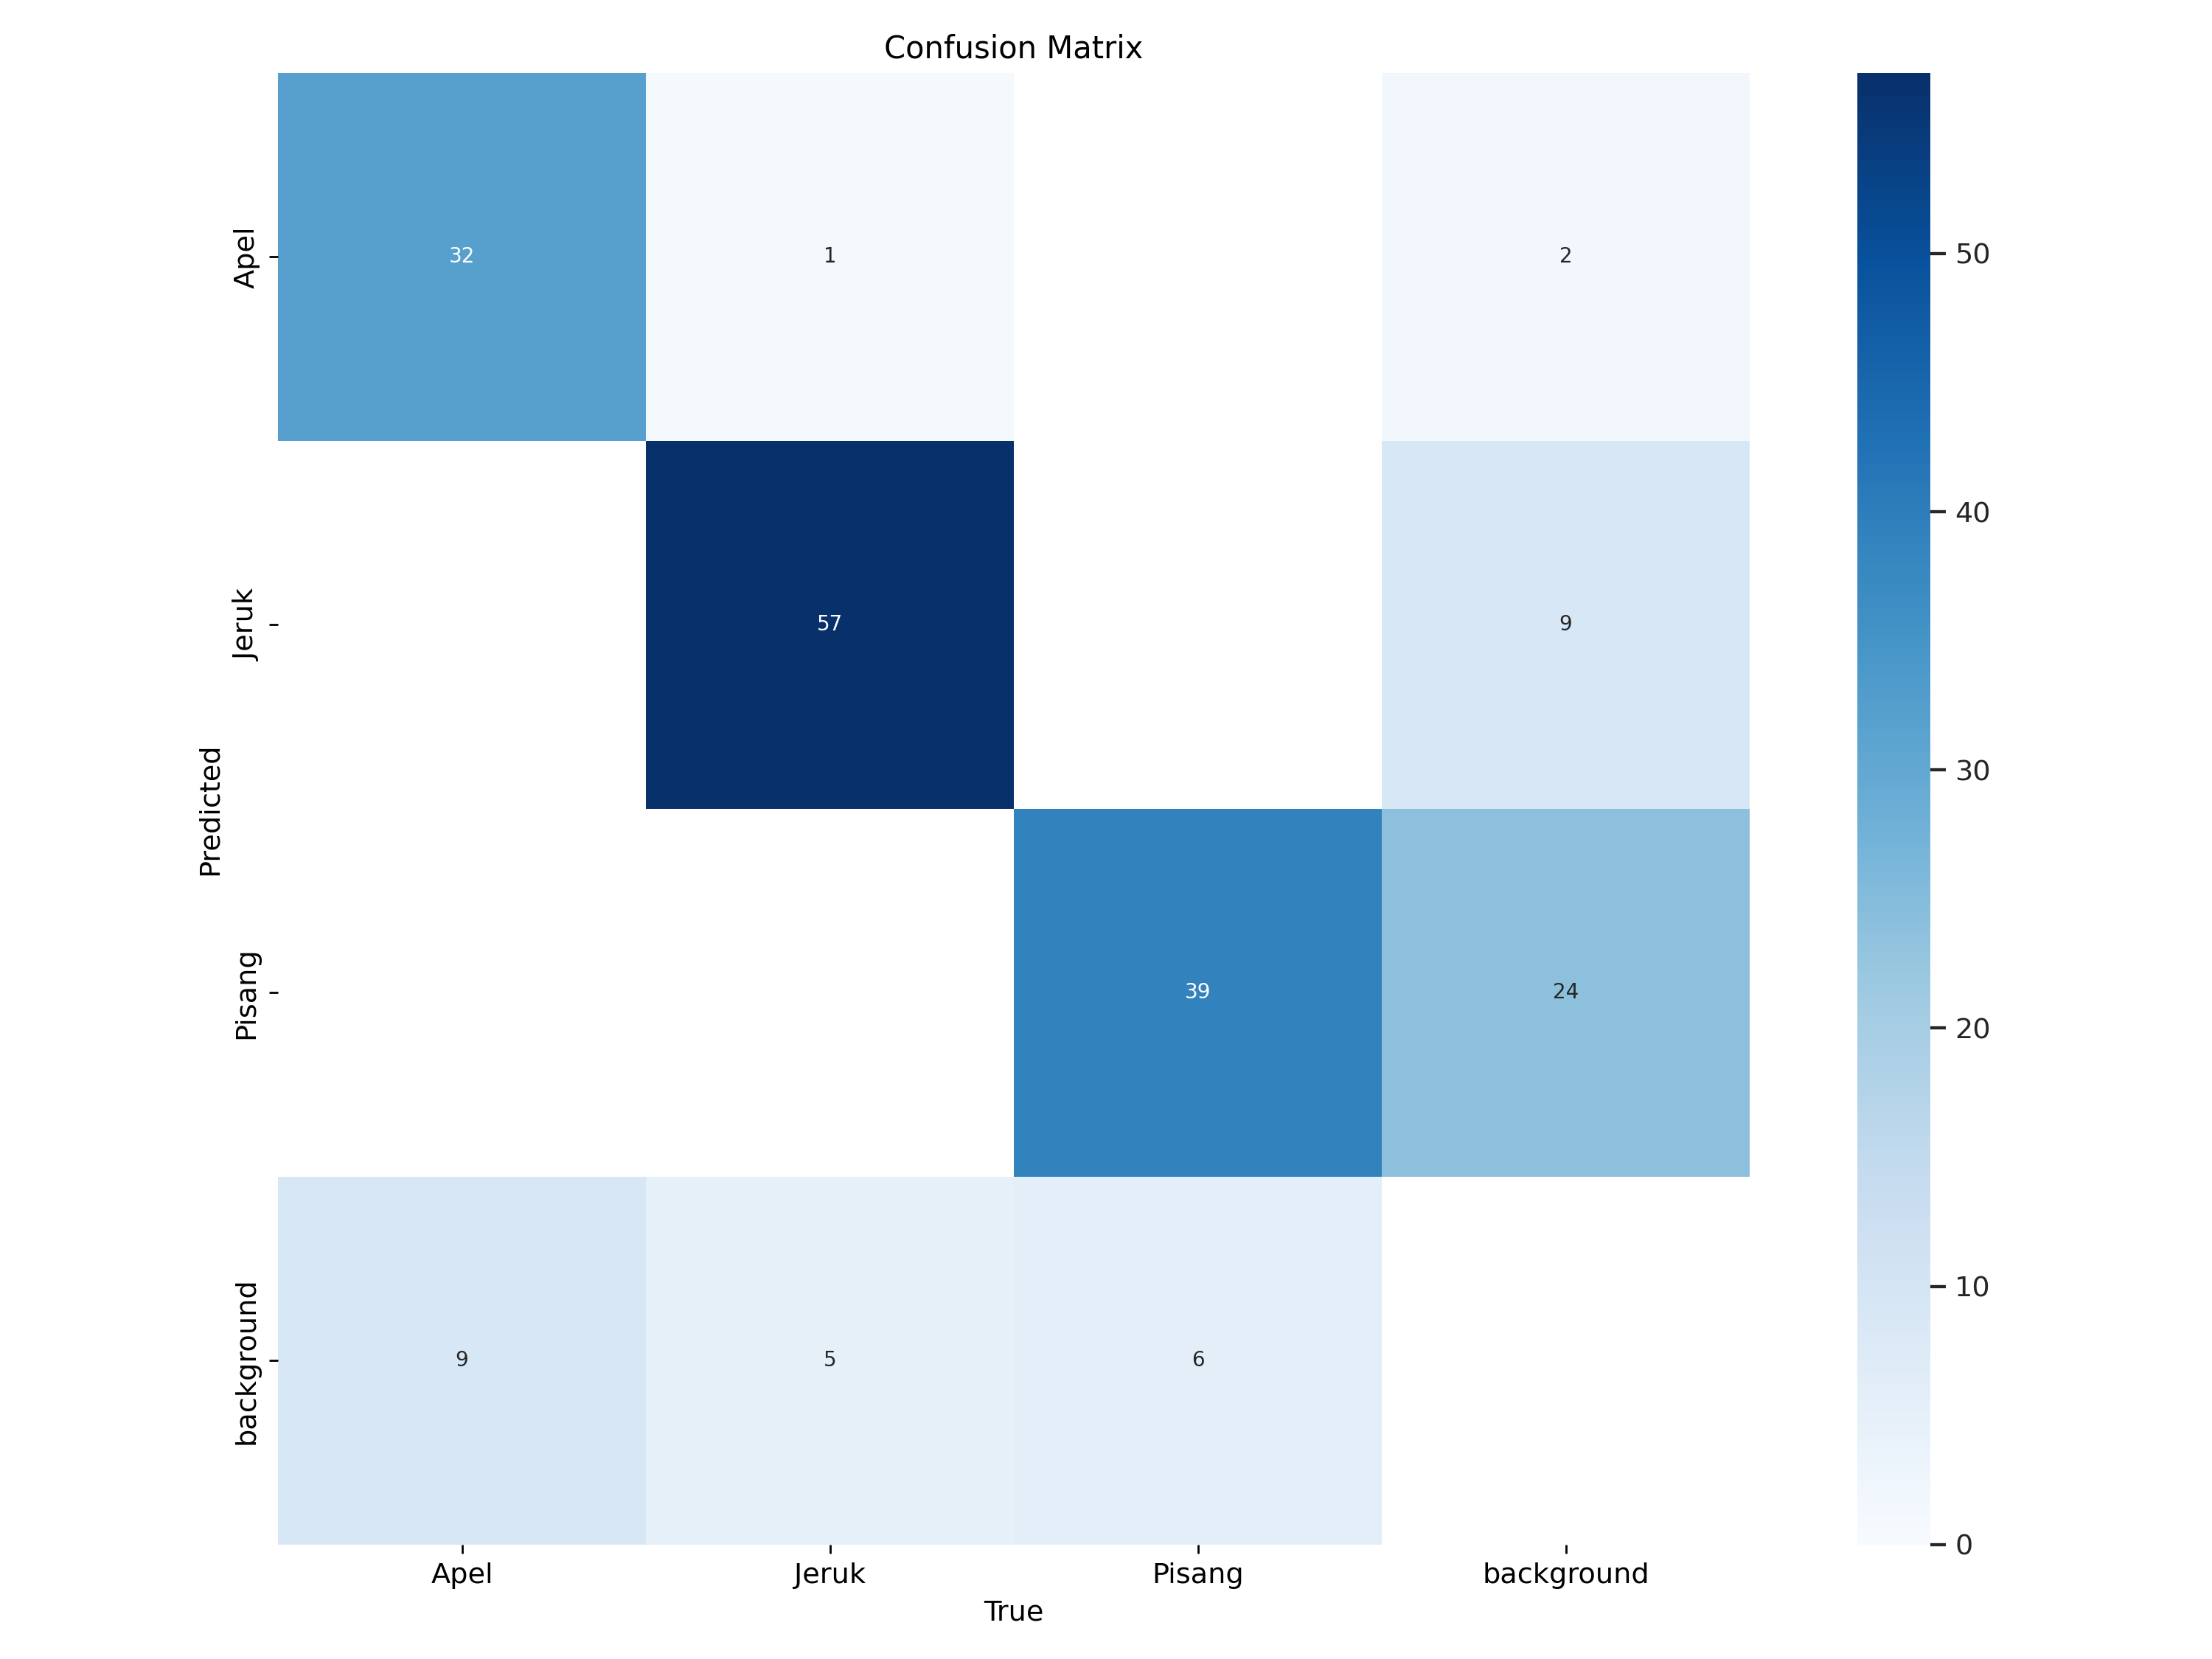 Confusion Matrix
Apel
32
1
2
50
Jeruk
57
9
40
Predicted
30
Pisang
39
24
20
background
9
5
6
10
0
Apel
Jeruk
Pisang
background
True